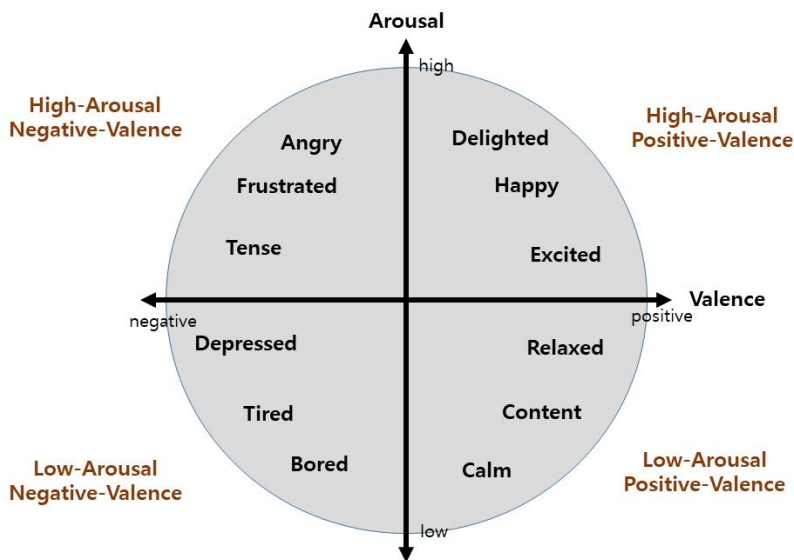 Arousal
high
High-Arousal
Negative-Valence
High-Arousal
Positive-Valence
Angry
Delighted
Frustrated
Happy
Tense
Excited
Valence
negative
positive
Depressed
Relaxed
Tired
Content
Bored
Calm
Low-Arousal
Negative-Valence
Low-Arousal
Positive-Valence
low